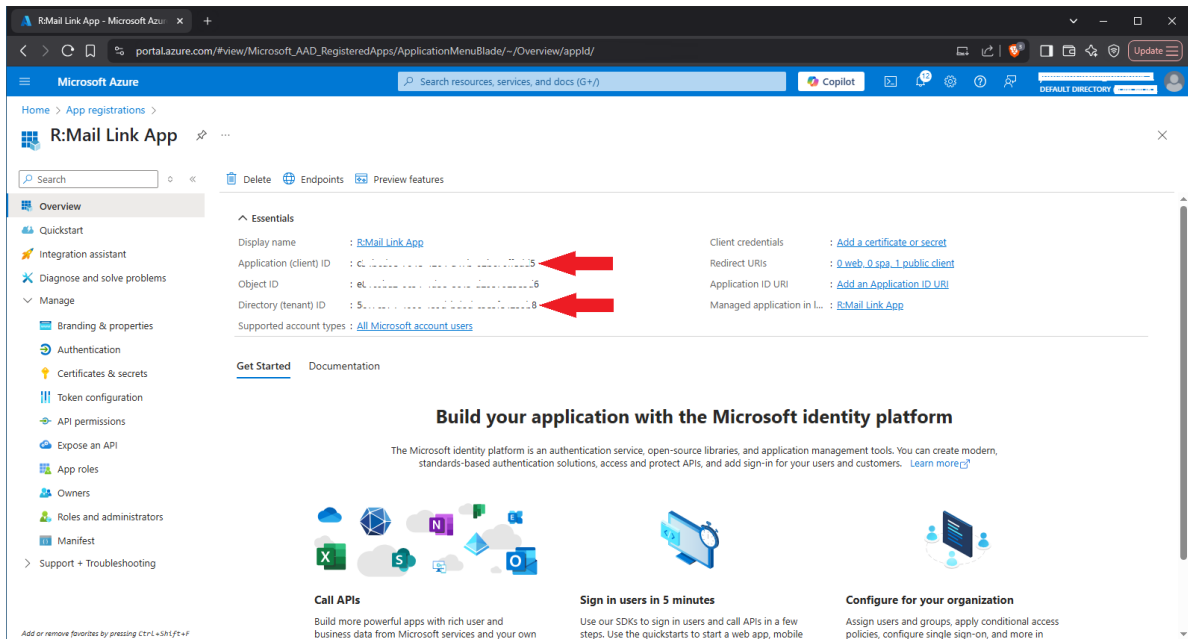 R:Mail Link App - Microsoft Azur
portal.azure.com/#view/Microsoft_AAD_RegisteredApps/ApplicationMenuBlade/~/Overview/appId/
Update
Microsoft Azure
Search resources, services, and docs (G+/)
Copilot
12
DEFAULT DIRECTORY
Home > App registrations >
R:Mail Link App
Search
Delete
Endpoints
Preview features
Overview
Quickstart
Integration assistant
Diagnose and solve problems
Manage
Branding & properties
Authentication
Certificates & secrets
Token configuration
API permissions
Expose an API
App roles
Owners
Roles and administrators
Manifest
Support + Troubleshooting
Add or remove favorites by pressing Ctrl+Shift+F
Essentials
Display name : R:Mail Link App
Application (client) ID :
Object ID :
Directory (tenant) ID :
Supported account types : All Microsoft account users
Client credentials : Add a certificate or secret
Redirect URIs : 0 web, 0 spa, 1 public client
Application ID URI : Add an Application ID URI
Managed application in l... : R:Mail Link App
Get Started
Documentation
Build your application with the Microsoft identity platform
The Microsoft identity platform is an authentication service, open-source libraries, and application management tools. You can create modern,
standards-based authentication solutions, access and protect APIs, and add sign-in for your users and customers. Learn more
Call APIs
Build more powerful apps with rich user and
business data from Microsoft services and your own
Sign in users in 5 minutes
Use our SDKs to sign in users and call APIs in a few
steps. Use the quickstarts to start a web app, mobile
Configure for your organization
Assign users and groups, apply conditional access
policies, configure single sign-on, and more in